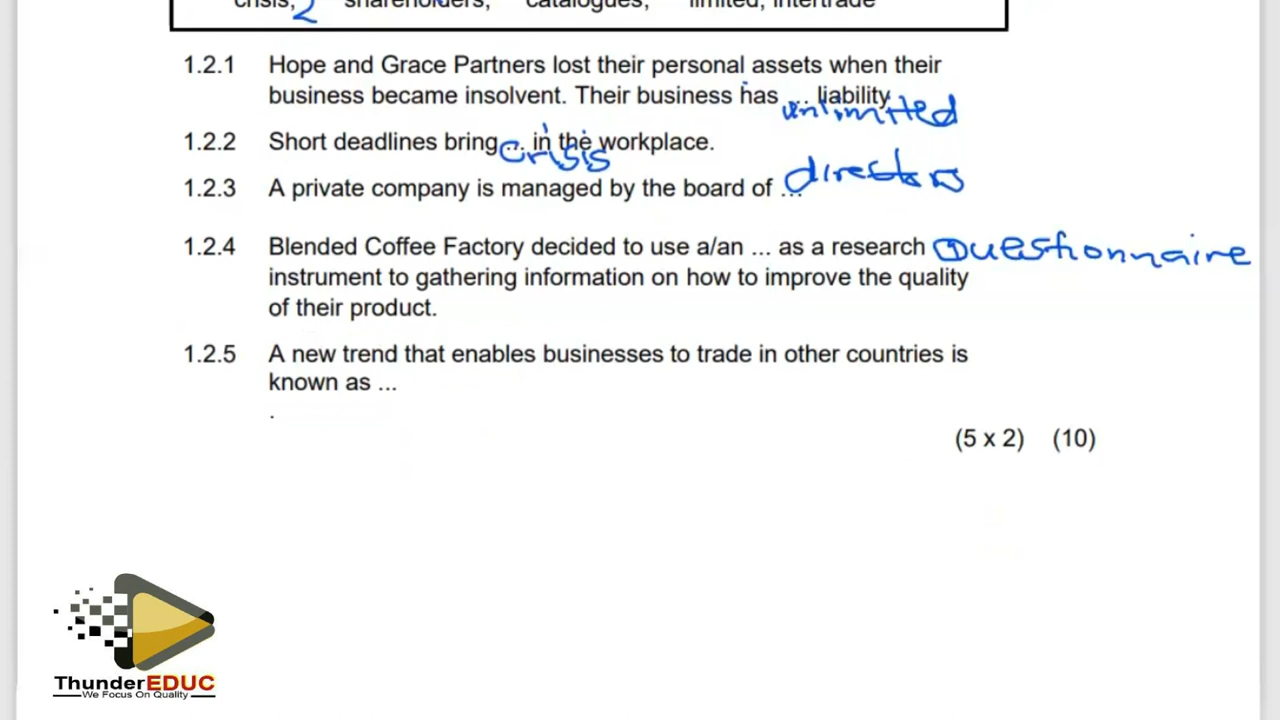 crisis, 2 shareholders, catalogues, limited, intertrade
1.2.1 Hope and Grace Partners lost their personal assets when their
business became insolvent. Their business has ... liability unlimited
1.2.2 Short deadlines bring ... in the workplace. crisis
1.2.3 A private company is managed by the board of ... directors
1.2.4 Blended Coffee Factory decided to use a/an ... as a research questionnaire
instrument to gathering information on how to improve the quality
of their product.
1.2.5 A new trend that enables businesses to trade in other countries is
known as ...
.
(5 x 2) (10)
ThunderEDUC
We Focus On Quality